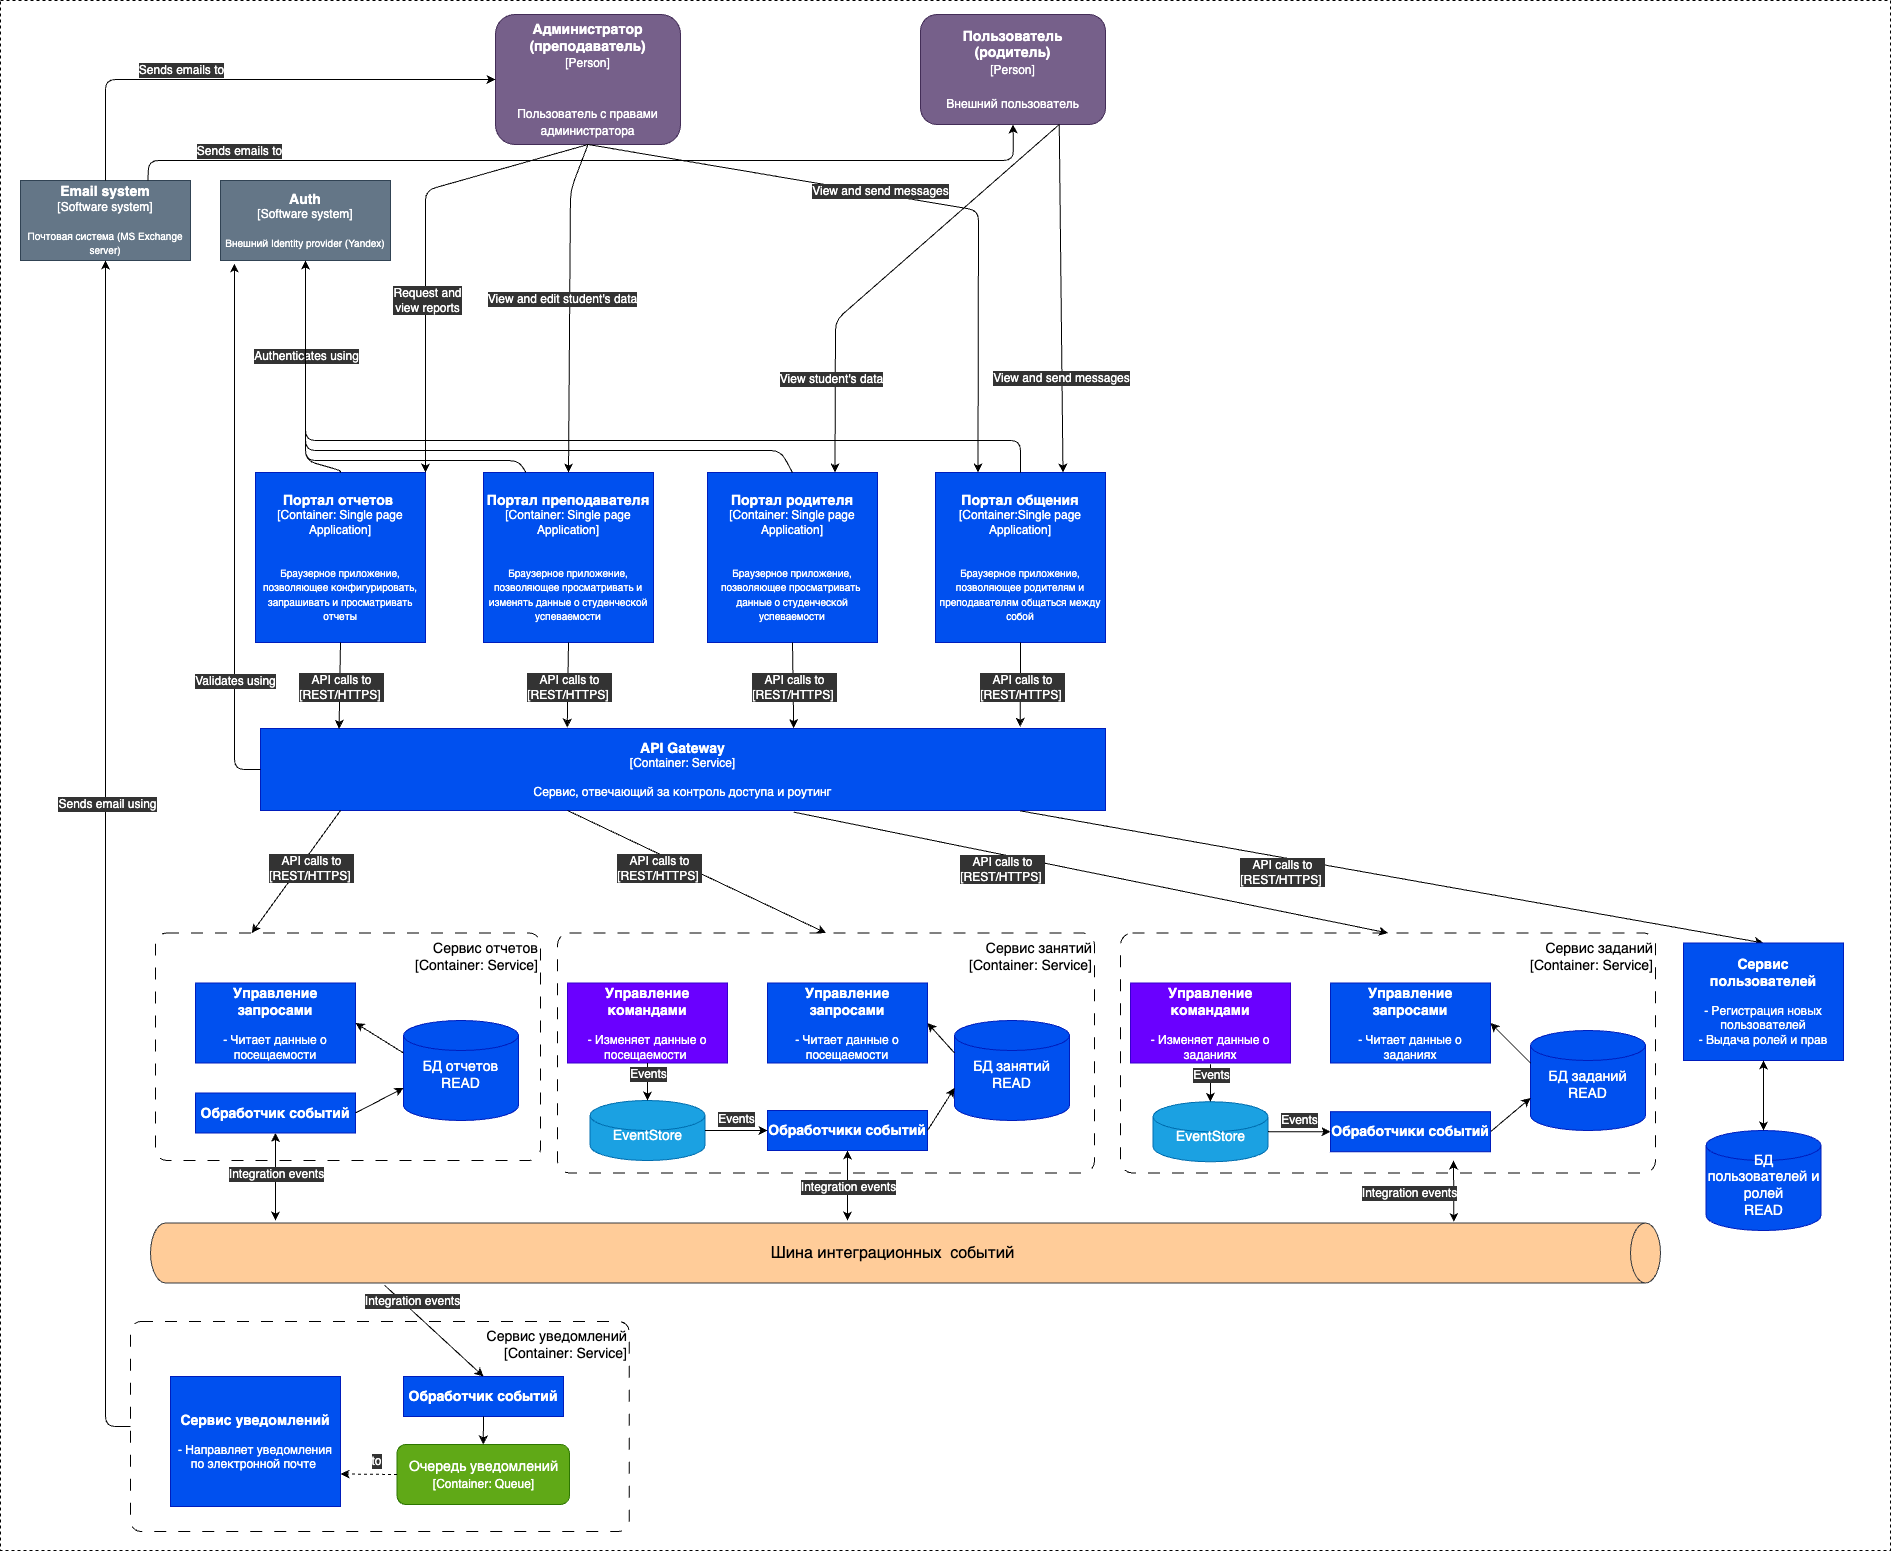 Администратор
(преподаватель)
[Person]
Пользователь с правами
администратора
Пользователь
(родитель)
[Person]
Внешний пользователь
Sends emails to
Sends emails to
View and send messages
Email system
[Software system]
Почтовая система (MS Exchange
server)
Auth
[Software system]
Внешний Identity provider (Yandex)
Request and
view reports
View and edit student's data
Authenticates using
View student's data
View and send messages
Портал отчетов
[Container: Single page
Application]
Браузерное приложение,
позволяющее конфигурировать,
запрашивать и просматривать
отчеты
Портал преподавателя
[Container: Single page
Application]
Браузерное приложение,
позволяющее просматривать и
изменять данные о студенческой
успеваемости
Портал родителя
[Container: Single page
Application]
Браузерное приложение,
позволяющее просматривать
данные о студенческой
успеваемости
Портал общения
[Container:Single page
Application]
Браузерное приложение,
позволяющее родителям и
преподавателям общаться между
собой
Validates using
API calls to
[REST/HTTPS]
API calls to
[REST/HTTPS]
API calls to
[REST/HTTPS]
API calls to
[REST/HTTPS]
API Gateway
[Container: Service]
Сервис, отвечающий за контроль доступа и роутинг
Sends email using
API calls to
[REST/HTTPS]
API calls to
[REST/HTTPS]
API calls to
[REST/HTTPS]
API calls to
[REST/HTTPS]
Сервис отчетов
[Container: Service]
Управление
запросами
- Читает данные о
посещаемости
БД отчетов
READ
Обработчик событий
Integration events
Сервис занятий
[Container: Service]
Управление
командами
- Изменяет данные о
посещаемости
Events
EventStore
Events
Управление
запросами
- Читает данные о
посещаемости
БД занятий
READ
Обработчики событий
Integration events
Сервис заданий
[Container: Service]
Управление
командами
- Изменяет данные о
заданиях
Events
EventStore
Events
Управление
запросами
- Читает данные о
заданиях
БД заданий
READ
Обработчики событий
Integration events
Сервис
пользователей
- Регистрация новых
пользователей
- Выдача ролей и прав
БД
пользователей и
ролей
READ
Шина интеграционных событий
Integration events
Сервис уведомлений
[Container: Service]
Обработчик событий
Сервис уведомлений
- Направляет уведомления
по электронной почте
to
Очередь уведомлений
[Container: Queue]